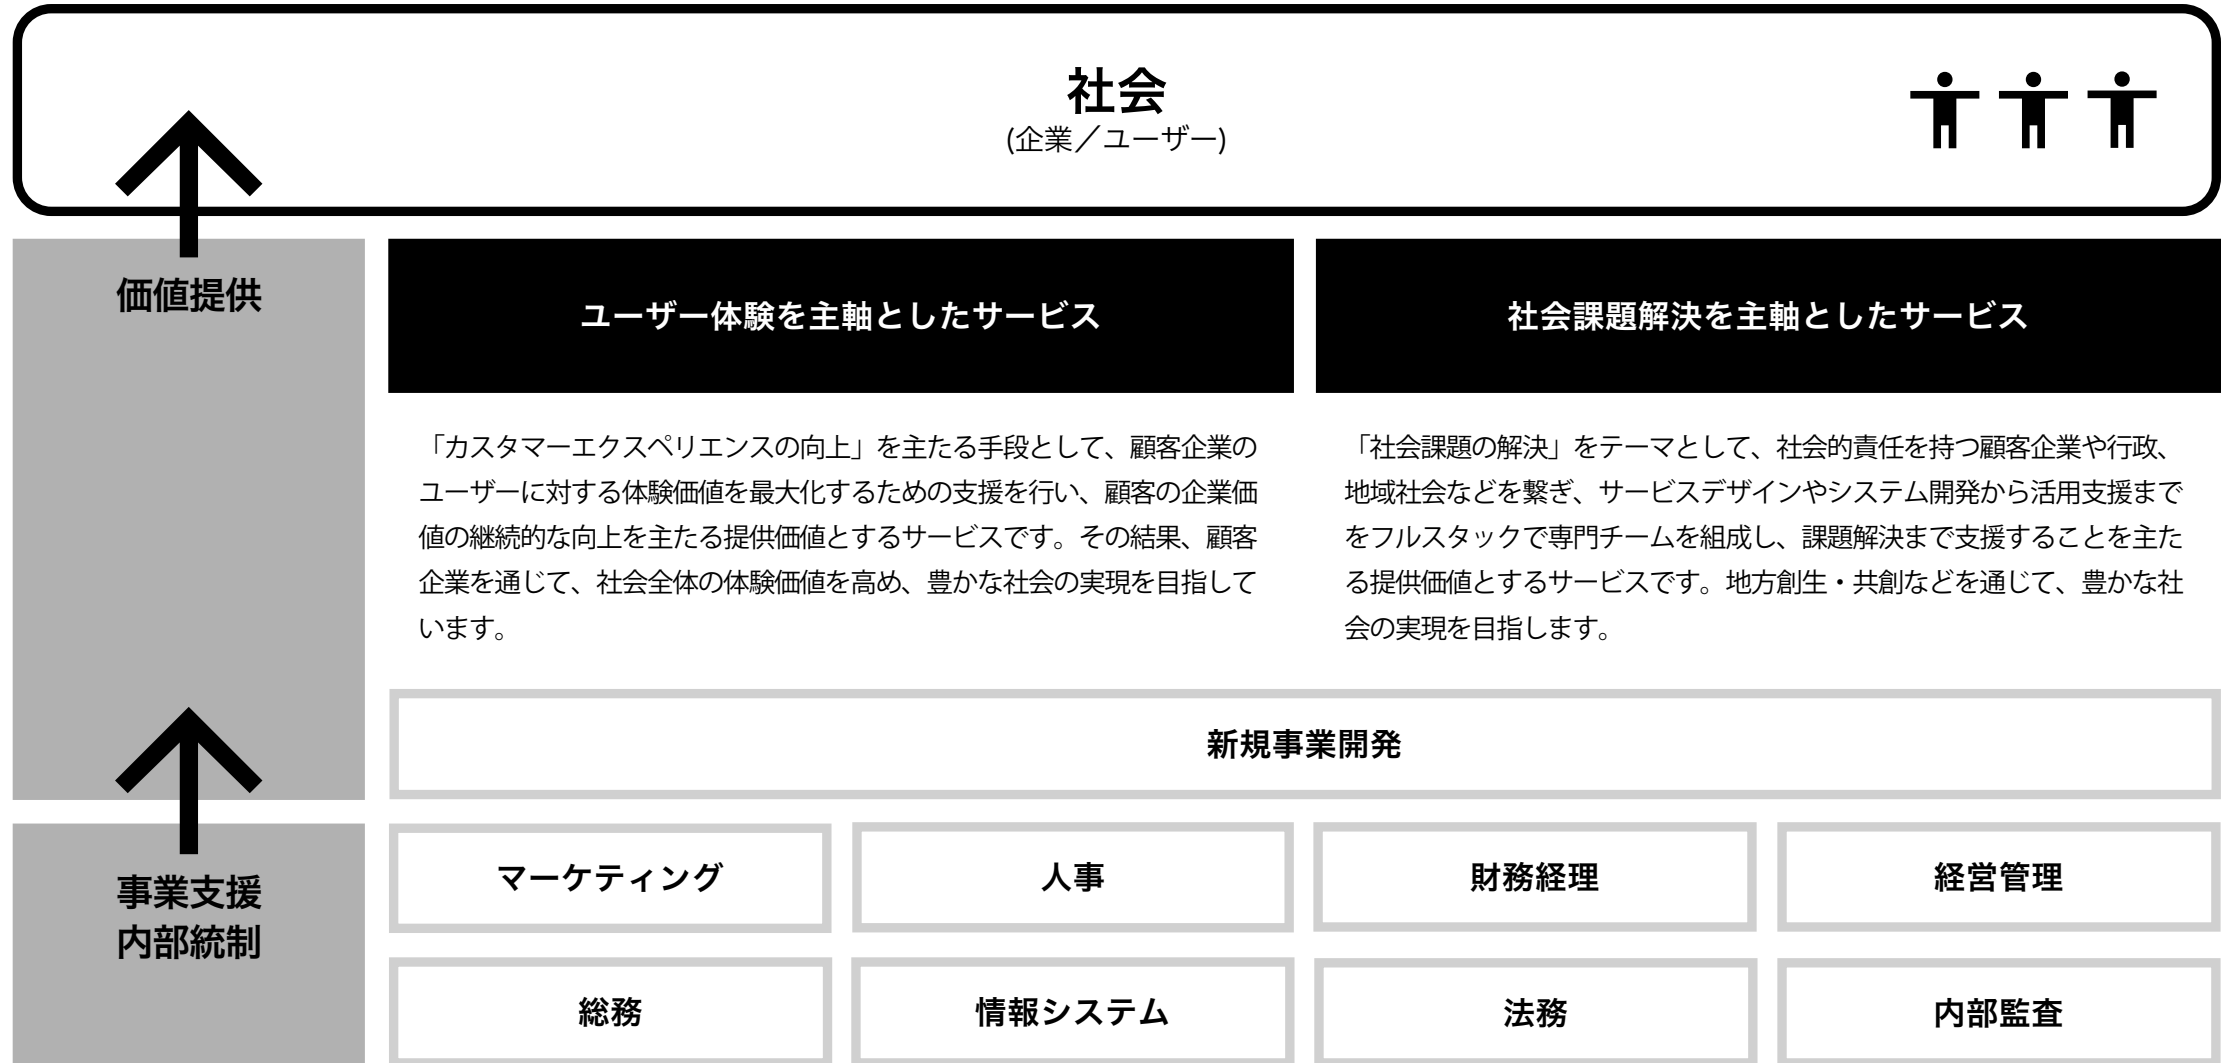 社会
(企業／ユーザー)
価値提供
ユーザー体験を主軸としたサービス
社会課題解決を主軸としたサービス
「カスタマーエクスペリエンスの向上」を主たる手段として、顧客企業の
ユーザーに対する体験価値を最大化するための支援を行い、顧客の企業価
値の継続的な向上を主たる提供価値とするサービスです。その結果、顧客
企業を通じて、社会全体の体験価値を高め、豊かな社会の実現を目指して
います。
「社会課題の解決」をテーマとして、社会的責任を持つ顧客企業や行政、
地域社会などを繋ぎ、サービスデザインやシステム開発から活用支援まで
をフルスタックで専門チームを組成し、課題解決まで支援することを主た
る提供価値とするサービスです。地方創生・共創などを通じて、豊かな社
会の実現を目指します。
新規事業開発
事業支援
内部統制
マーケティング
人事
財務経理
経営管理
総務
情報システム
法務
内部監査